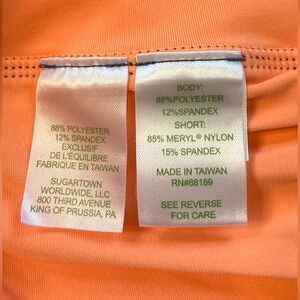 88% POLYESTER
12% SPANDEX
EXCLUSIF
DE L'ÉQUILIBRE
FABRIQUE EN TAIWAN
SUGARTOWN
WORLDWIDE, LLC
800 THIRD AVENUE
KING OF PRUSSIA, PA
BODY:
88%POLYESTER
12%SPANDEX
SHORT:
85% MERYL® NYLON
15% SPANDEX
MADE IN TAIWAN
RN#88189
SEE REVERSE
FOR CARE